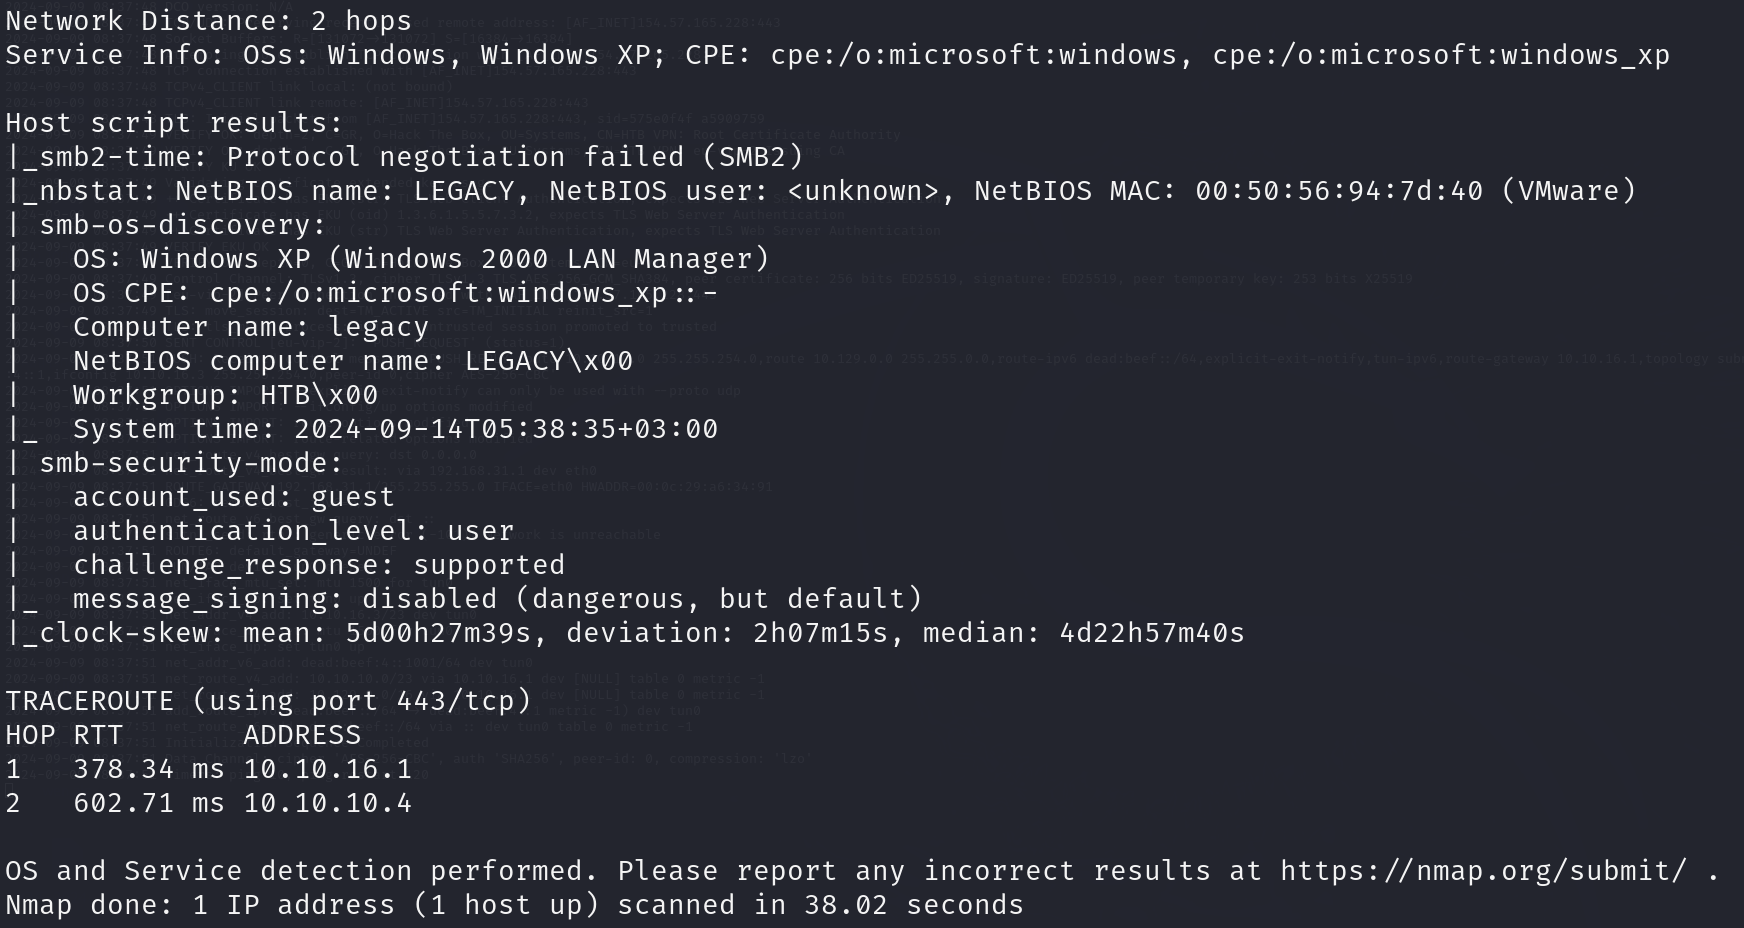 Network Distance: 2 hops
Service Info: OSs: Windows, Windows XP; CPE: cpe:/o:microsoft:windows, cpe:/o:microsoft:windows_xp
Host script results:
|_smb2-time: Protocol negotiation failed (SMB2)
|_nbstat: NetBIOS name: LEGACY, NetBIOS user: <unknown>, NetBIOS MAC: 00:50:56:94:7d:40 (VMware)
| smb-os-discovery:
|   OS: Windows XP (Windows 2000 LAN Manager)
|   OS CPE: cpe:/o:microsoft:windows_xp::-
|   Computer name: legacy
|   NetBIOS computer name: LEGACY\x00
|   Workgroup: HTB\x00
|_  System time: 2024-09-14T05:38:35+03:00
| smb-security-mode:
|   account_used: guest
|   authentication_level: user
|   challenge_response: supported
|_  message_signing: disabled (dangerous, but default)
|_clock-skew: mean: 5d00h27m39s, deviation: 2h07m15s, median: 4d22h57m40s
TRACEROUTE (using port 443/tcp)
HOP RTT       ADDRESS
1   378.34 ms 10.10.16.1
2   602.71 ms 10.10.10.4
OS and Service detection performed. Please report any incorrect results at https://nmap.org/submit/ .
Nmap done: 1 IP address (1 host up) scanned in 38.02 seconds